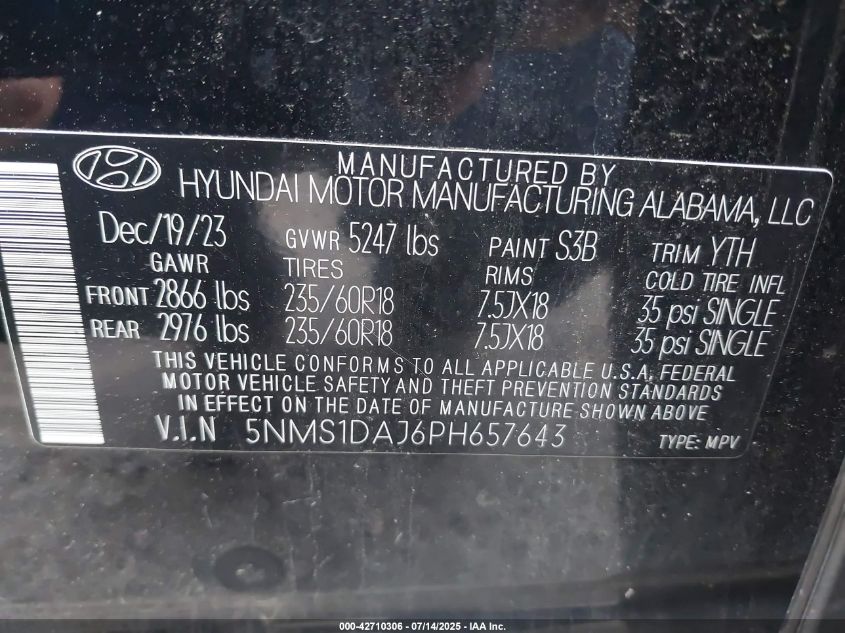 MANUFACTURED BY
HYUNDAI MOTOR MANUFACTURING ALABAMA, LLC
Dec/19/23 GVWR 5247 lbs PAINT S3B TRIM YTH
GAWR TIRES RIMS COLD TIRE INFL
FRONT 2866 lbs 235/60R18 7.5JX18 35 psi SINGLE
REAR 2976 lbs 235/60R18 7.5JX18 35 psi SINGLE
THIS VEHICLE CONFORMS TO ALL APPLICABLE U.S.A. FEDERAL
MOTOR VEHICLE SAFETY AND THEFT PREVENTION STANDARDS
IN EFFECT ON THE DATE OF MANUFACTURE SHOWN ABOVE
V.I.N 5NMS1DAJ6PH657643 TYPE: MPV
000-42710306 - 07/14/2025 - IAA Inc.